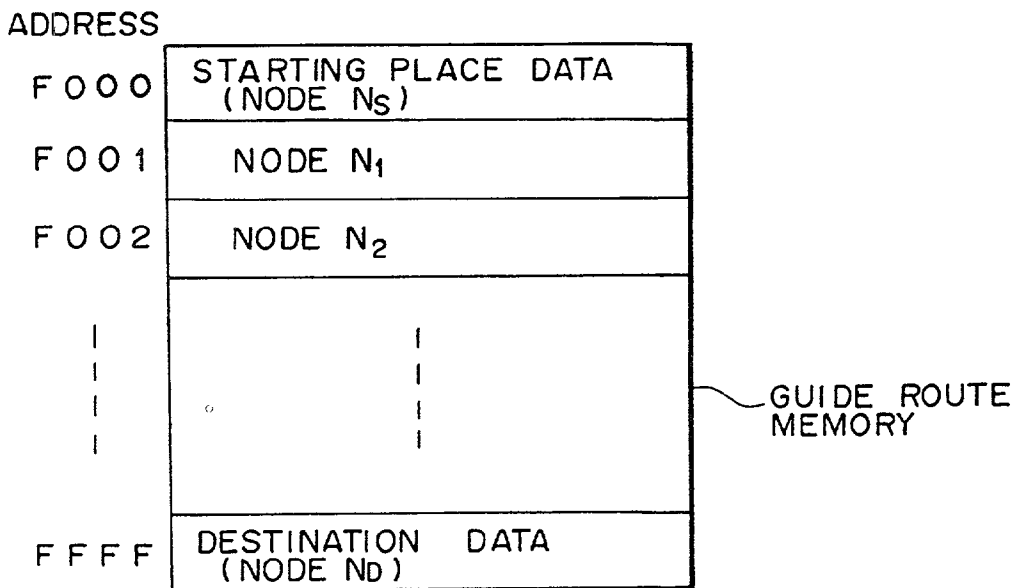 ADDRESS
F000 STARTING PLACE DATA
(NODE NS)
F001 NODE N1
F002 NODE N2
GUIDE ROUTE
MEMORY
FFFF DESTINATION DATA
(NODE ND)